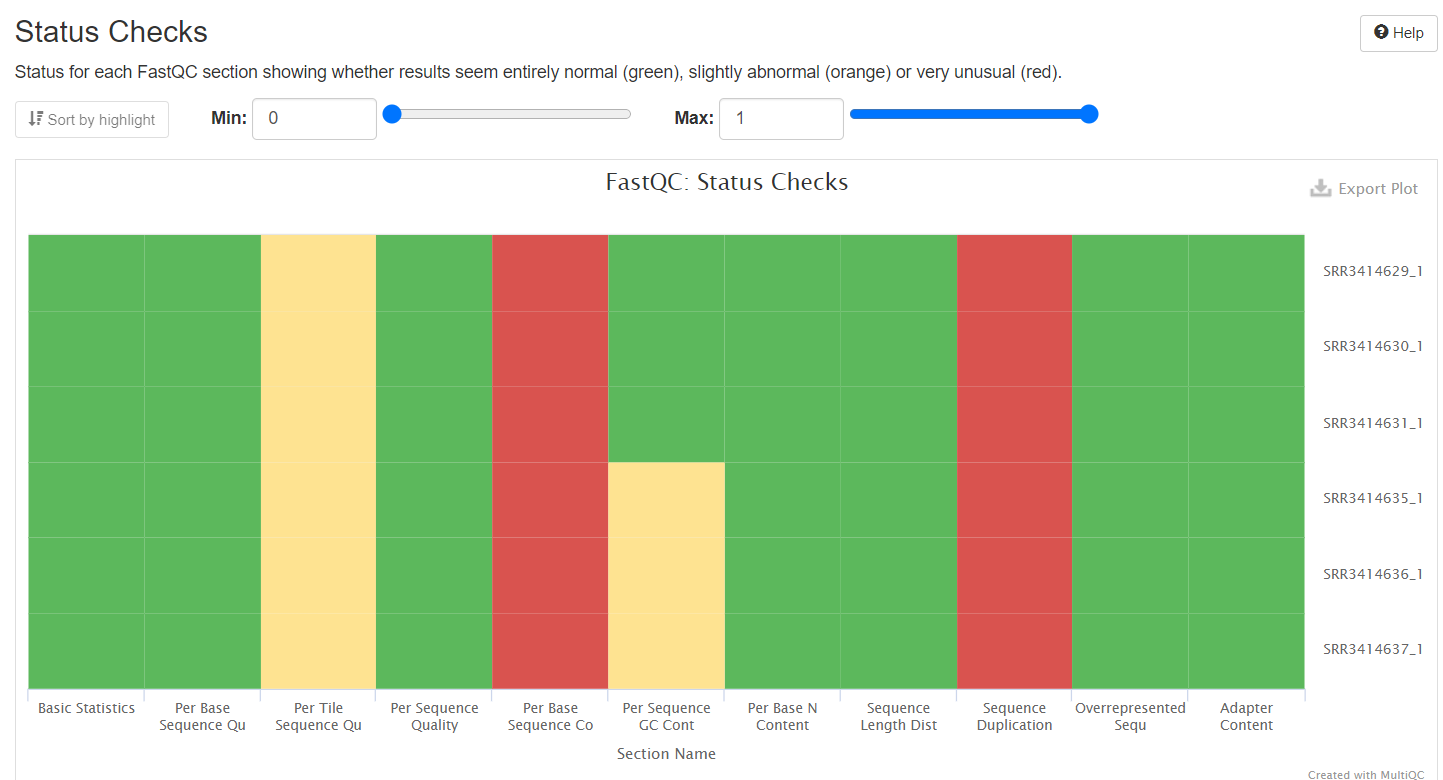 Status Checks
Help
Status for each FastQC section showing whether results seem entirely normal (green), slightly abnormal (orange) or very unusual (red).
Sort by highlight
Min:
0
Max:
1
FastQC: Status Checks
Export Plot
SRR3414629_1
SRR3414630_1
SRR3414631_1
SRR3414635_1
SRR3414636_1
SRR3414637_1
Basic Statistics
Per Base
Sequence Qu
Per Tile
Sequence Qu
Per Sequence
Quality
Per Base
Sequence Co
Per Sequence
GC Cont
Per Base N
Content
Sequence
Length Dist
Sequence
Duplication
Overrepresented
Sequ
Adapter
Content
Section Name
Created with MultiQC